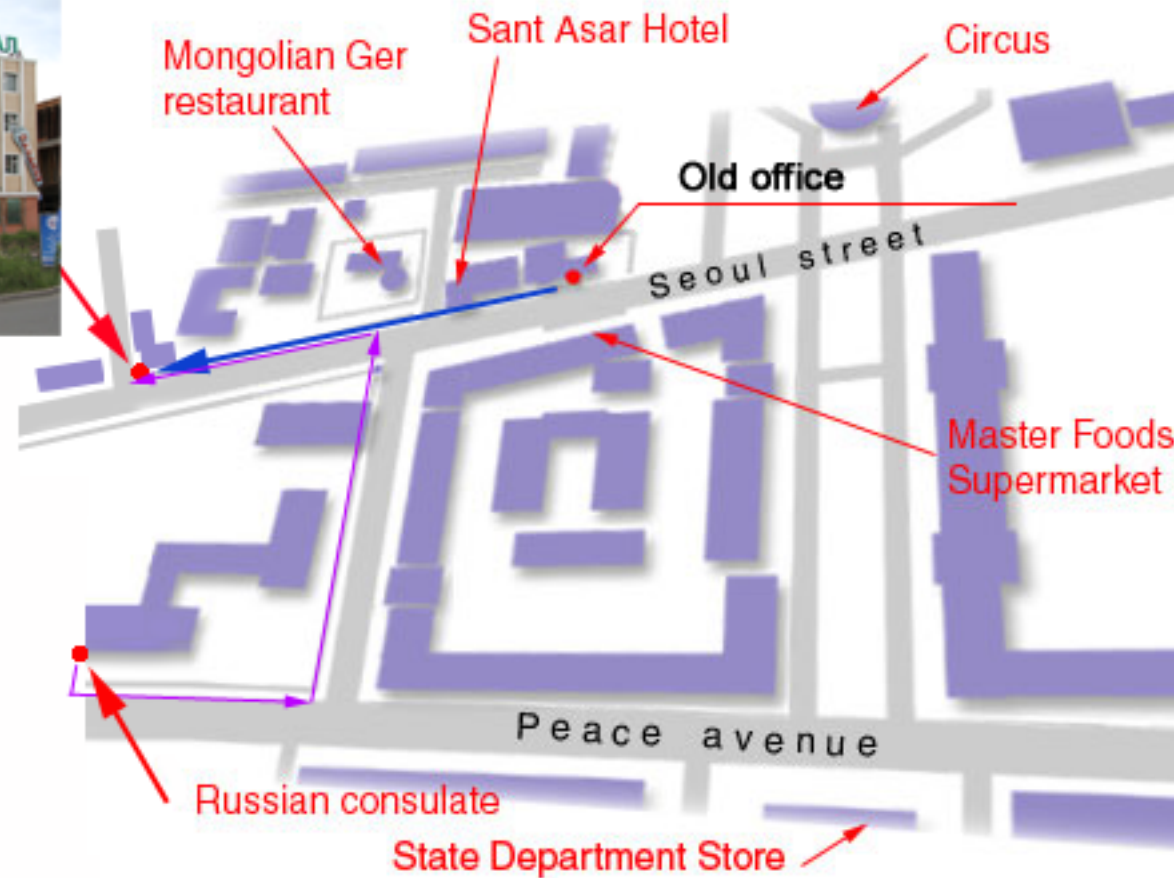 Sant Asar Hotel
Circus
Mongolian Ger
restaurant
Old office
Seoul street
Master Foods
Supermarket
Peace avenue
Russian consulate
State Department Store